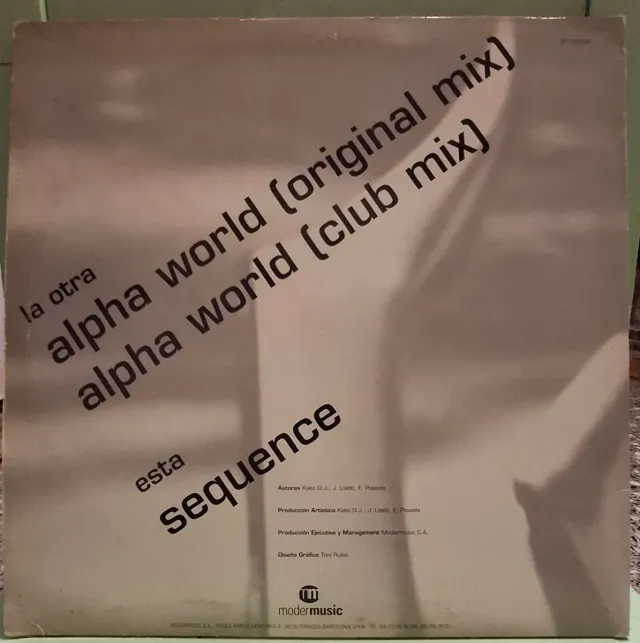 la otra
alpha world (original mix)
alpha world (club mix)
esta
sequence
Autores Kako D.J., J. Lladó, E. Posada
Producción Artística Kako D.J., J. Lladó, E. Posada
Producción Ejecutiva y Management Modermusic S.A.
Diseño Gráfico Toni Rubio
modermusic
MODERMUSIC, S.A.